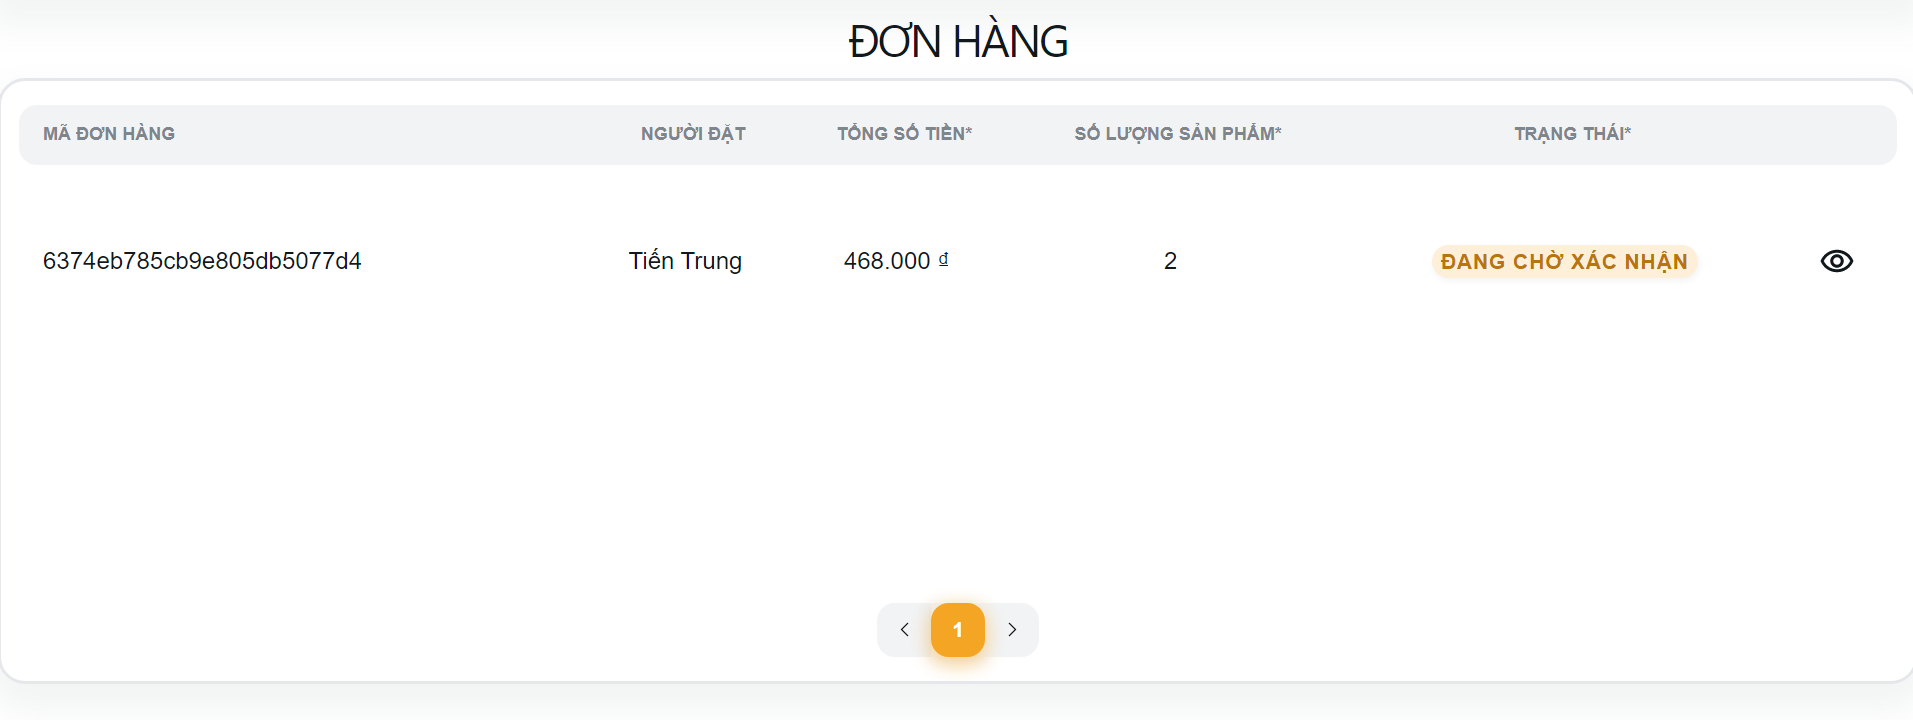 ĐƠN HÀNG
MÃ ĐƠN HÀNG NGƯỜI ĐẶT TỔNG SỐ TIỀN* SỐ LƯỢNG SẢN PHẨM* TRẠNG THÁI*
6374eb785cb9e805db5077d4 Tiến Trung 468.000 ₫ 2 ĐANG CHỜ XÁC NHẬN
1